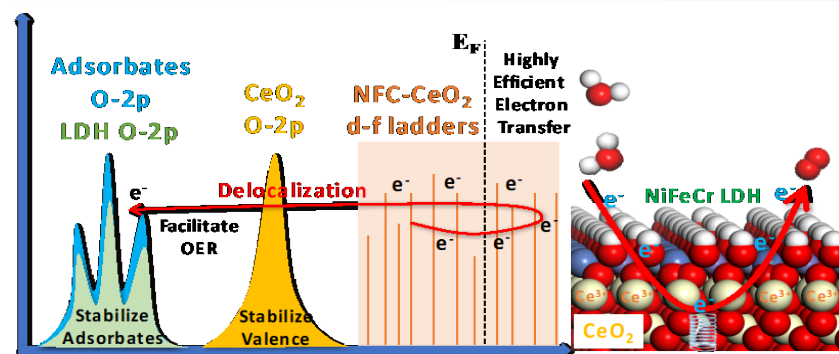 Adsorbates
O-2p
LDH O-2p
CeO₂
O-2p
NFC-CeO₂
d-f ladders
E_F
Highly
Efficient
Electron
Transfer
e⁻
Delocalization
Facilitate
OER
e⁻
e⁻
e⁻
e⁻
e⁻
e⁻
Stabilize
Adsorbates
Stabilize
Valence
e⁻
NiFeCr LDH
e⁻
e⁻
e⁻
e⁻
Ce³⁺
Ce³⁺
Ce³⁺
Ce³⁺
Ce³⁺
CeO₂